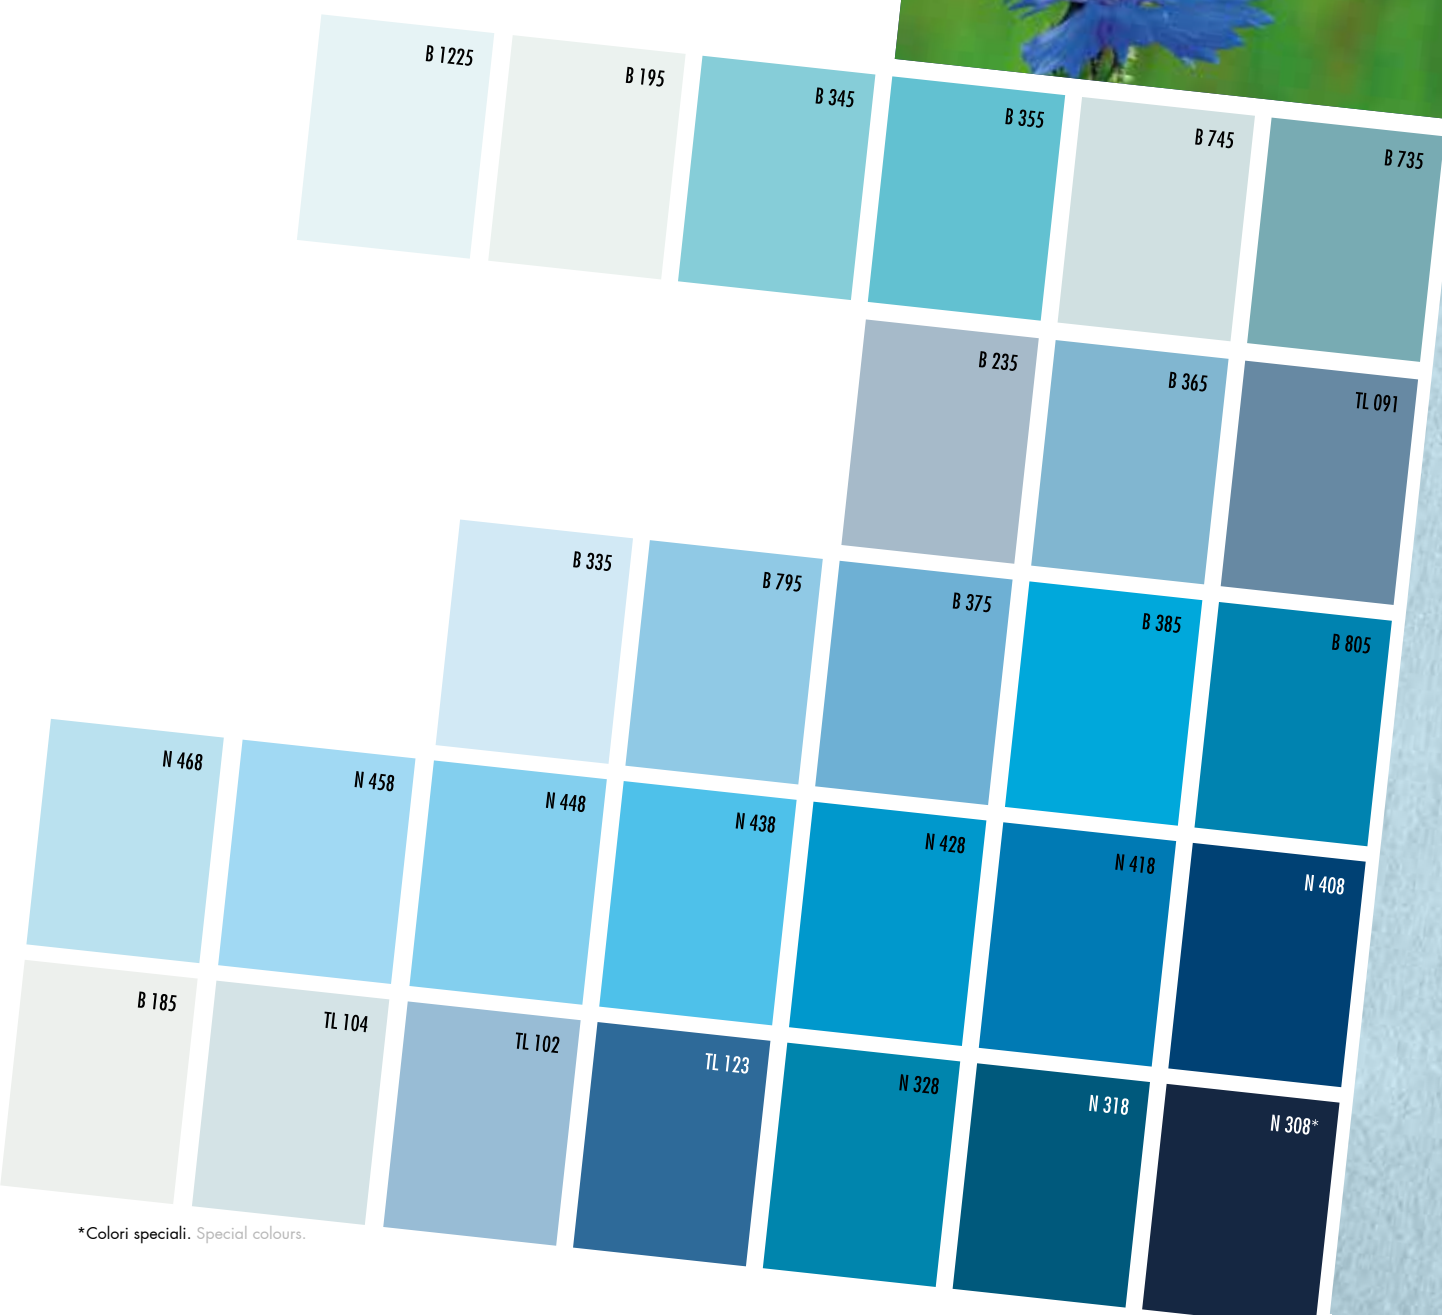 B 1225
B 195
B 345
B 355
B 745
B 735
B 235
B 365
TL 091
B 335
B 795
B 375
B 385
B 805
N 468
N 458
N 448
N 438
N 428
N 418
N 408
B 185
TL 104
TL 102
TL 123
N 328
N 318
N 308*
*Colori speciali. Special colours.